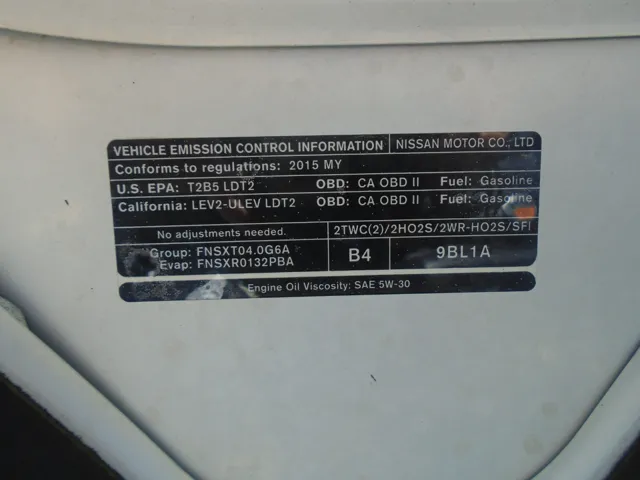 VEHICLE EMISSION CONTROL INFORMATION NISSAN MOTOR CO., LTD
Conforms to regulations: 2015 MY
U.S. EPA: T2B5 LDT2 OBD: CA OBD II Fuel: Gasoline
California: LEV2-ULEV LDT2 OBD: CA OBD II Fuel: Gasoline
No adjustments needed. 2TWC(2)/2HO2S/2WR-HO2S/SFI
Group: FNSXT04.0G6A
Evap: FNSXR0132PBA
B4 9BL1A
Engine Oil Viscosity: SAE 5W-30